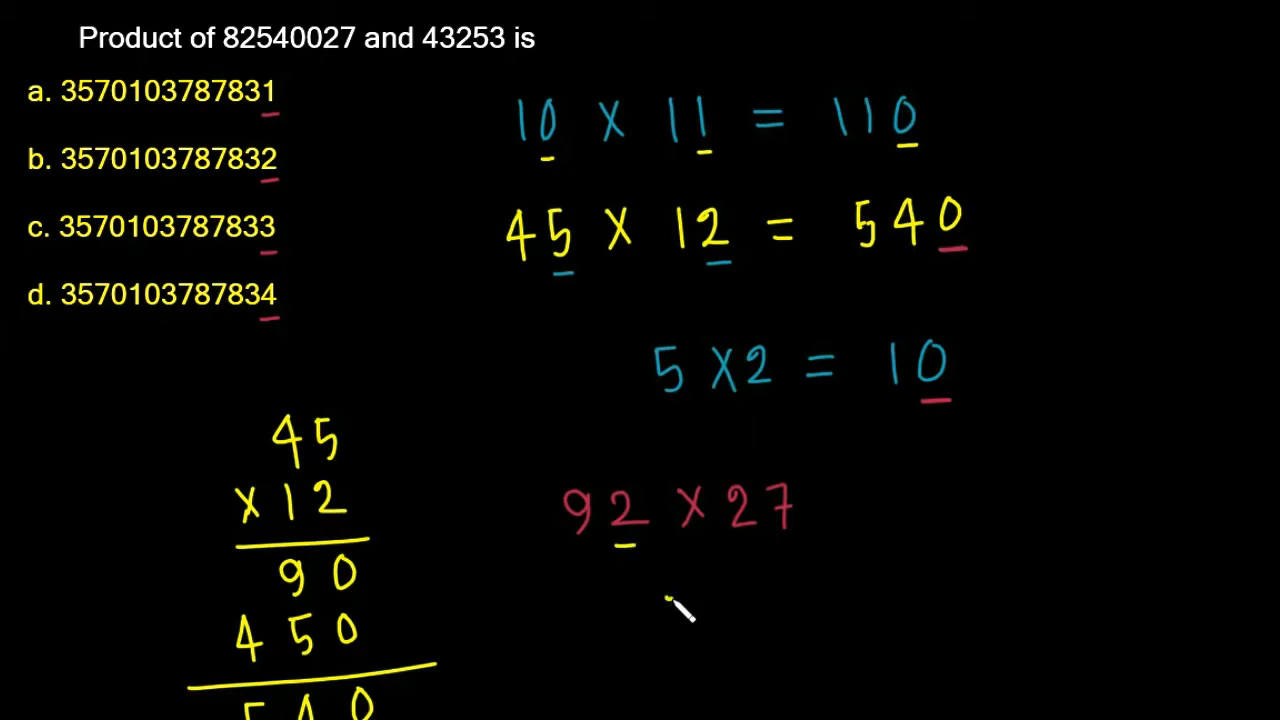 Product of 82540027 and 43253 is
a. 3570103787831
b. 3570103787832
c. 3570103787833
d. 3570103787834
10 X 11 = 110
45 X 12 = 540
5 X 2 = 10
92 X 27
45
X 12
90
450
540